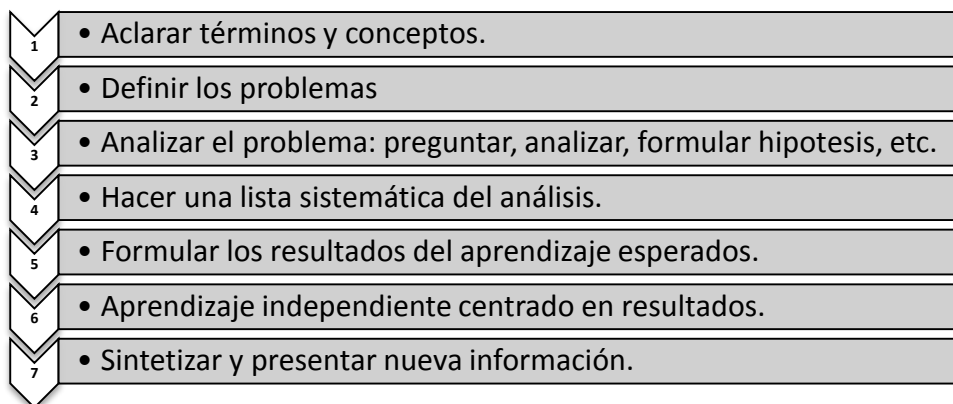 1 • Aclarar términos y conceptos.
2 • Definir los problemas
3 • Analizar el problema: preguntar, analizar, formular hipotesis, etc.
4 • Hacer una lista sistemática del análisis.
5 • Formular los resultados del aprendizaje esperados.
6 • Aprendizaje independiente centrado en resultados.
7 • Sintetizar y presentar nueva información.